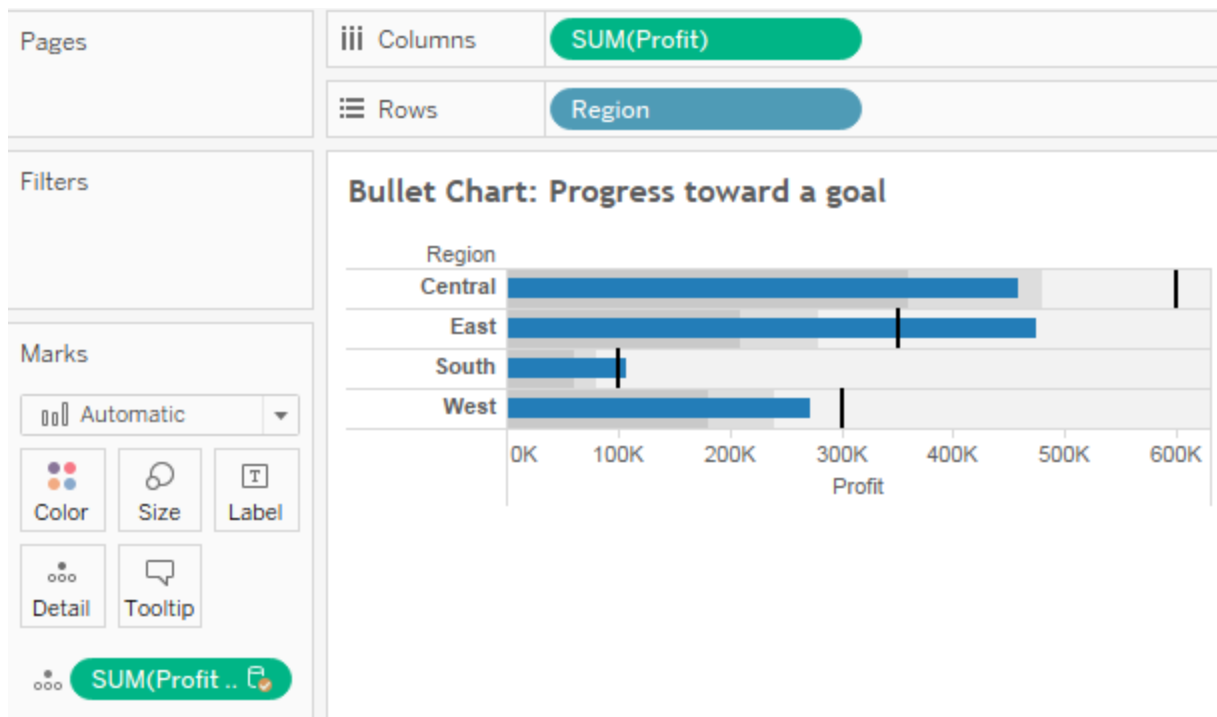 Pages
Columns
SUM(Profit)
Rows
Region
Filters
Bullet Chart: Progress toward a goal
Region
Central
East
South
West
0K 100K 200K 300K 400K 500K 600K
Profit
Marks
Automatic
Color Size Label
Detail Tooltip
SUM(Profit ..